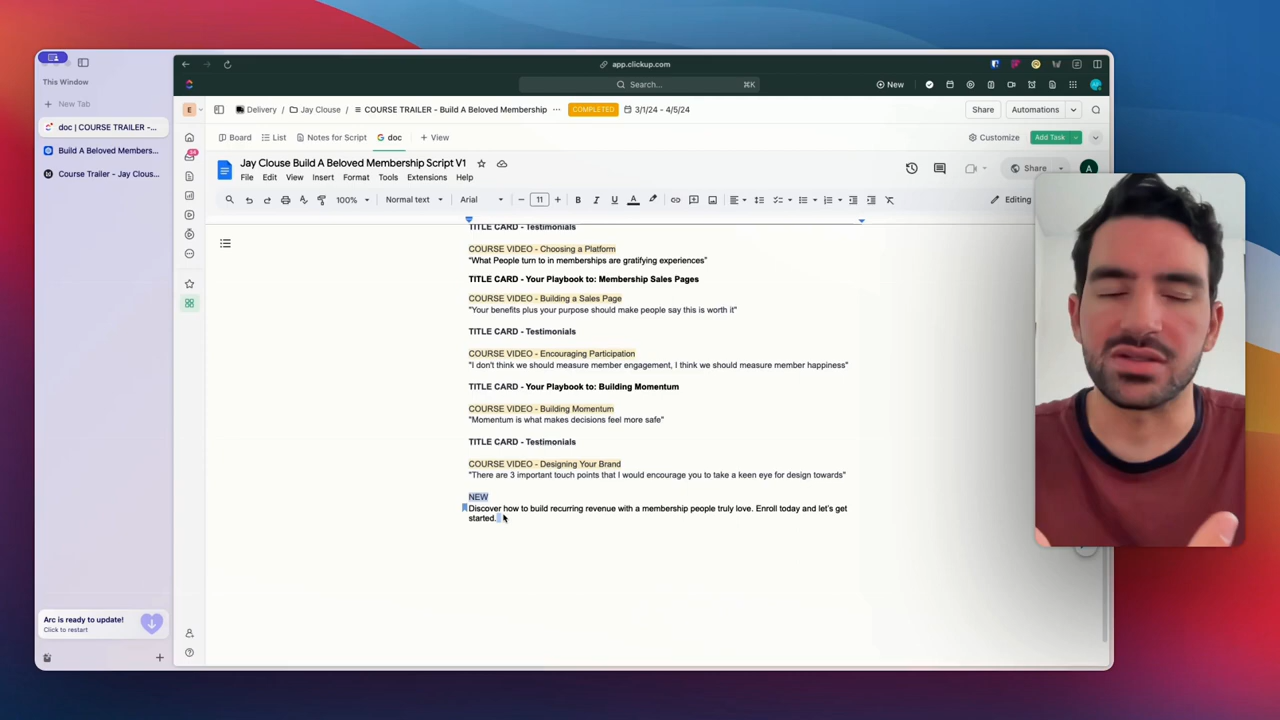 This Window
New Tab
doc | COURSE TRAILER -...
Build A Beloved Members...
Course Trailer - Jay Clous...
Arc is ready to update!
Click to restart
app.clickup.com
Search...
⌘K
New
E
Delivery / Jay Clouse / COURSE TRAILER - Build A Beloved Membership ...
COMPLETED
3/1/24 - 4/5/24
Share
Automations
Board
List
Notes for Script
doc
View
Customize
Add Task
Jay Clouse Build A Beloved Membership Script V1
File Edit View Insert Format Tools Extensions Help
Share
A
100%
Normal text
Arial
11
B I U A
Editing
TITLE CARD - Testimonials
COURSE VIDEO - Choosing a Platform
“What People turn to in memberships are gratifying experiences”
TITLE CARD - Your Playbook to: Membership Sales Pages
COURSE VIDEO - Building a Sales Page
"Your benefits plus your purpose should make people say this is worth it"
TITLE CARD - Testimonials
COURSE VIDEO - Encouraging Participation
"I don't think we should measure member engagement, I think we should measure member happiness"
TITLE CARD - Your Playbook to: Building Momentum
COURSE VIDEO - Building Momentum
"Momentum is what makes decisions feel more safe"
TITLE CARD - Testimonials
COURSE VIDEO - Designing Your Brand
"There are 3 important touch points that I would encourage you to take a keen eye for design towards"
NEW
Discover how to build recurring revenue with a membership people truly love. Enroll today and let's get
started.